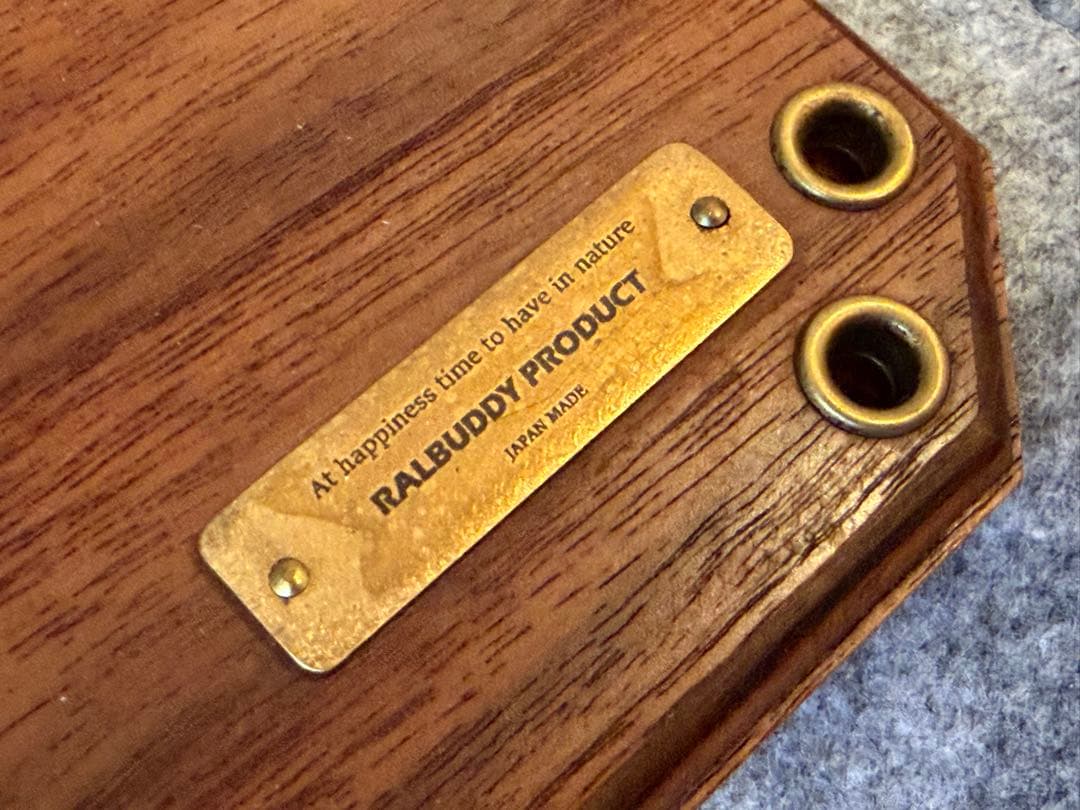 At happiness time to have in nature
RALBUDDY PRODUCT
JAPAN MADE